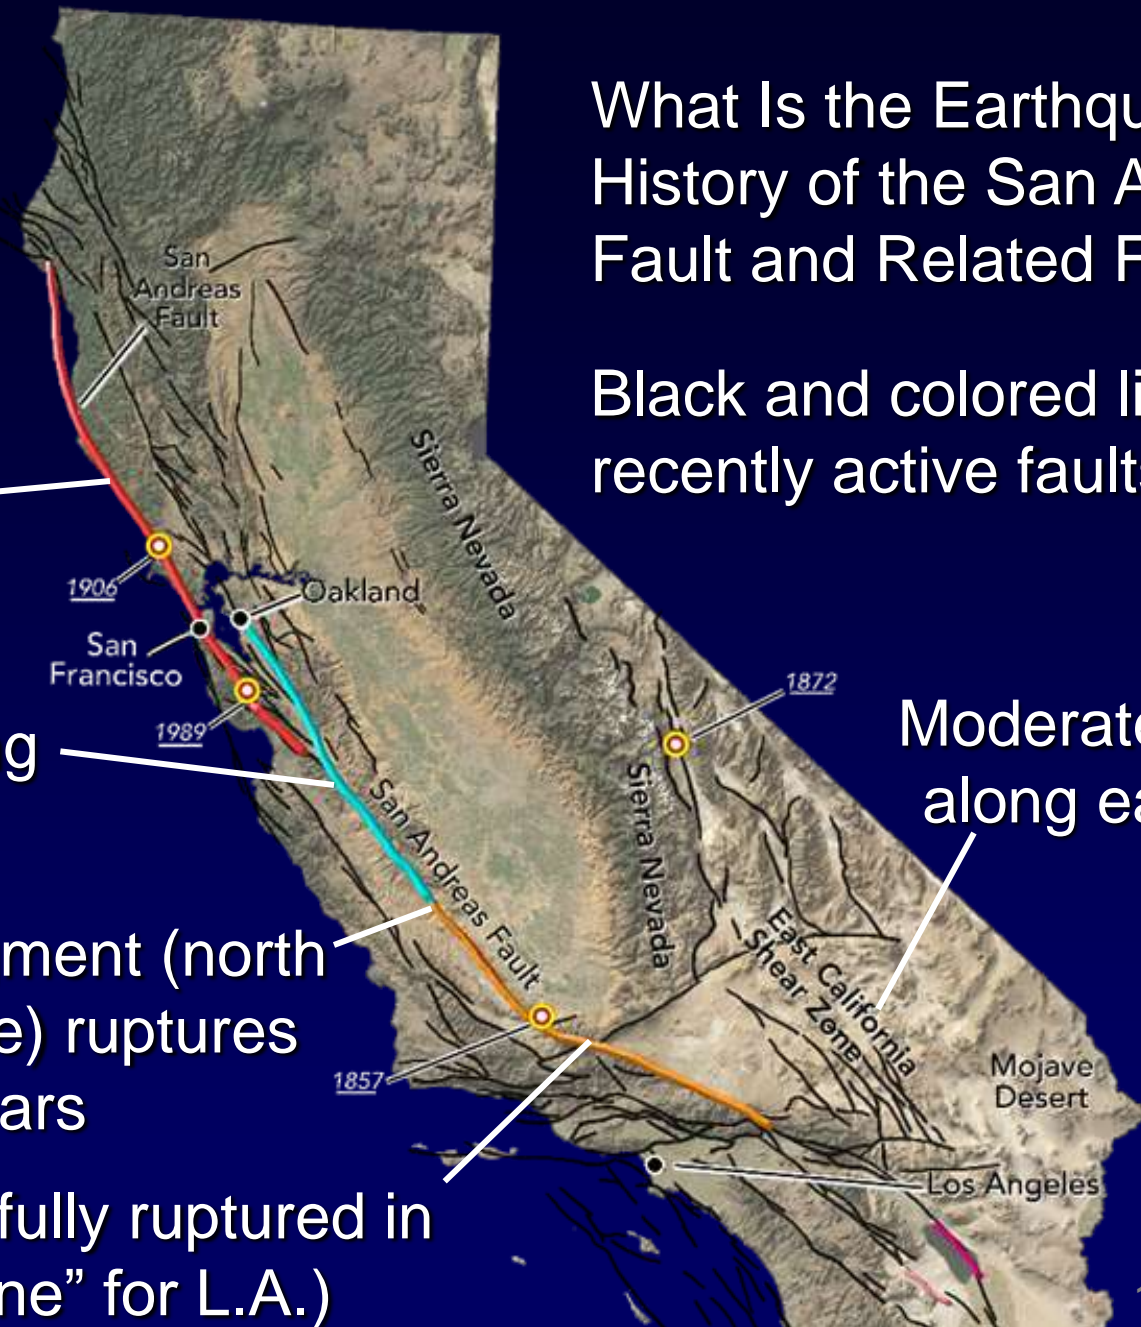 What Is the Earthqu
History of the San A
Fault and Related F
Black and colored li
recently active faults
San
Andreas
Fault
Sierra Nevada
1906
Oakland
San
Francisco
1989
1872
g
Moderate
along ea
San Andreas Fault
Sierra Nevada
East California
Shear Zone
ment (north
e) ruptures
ars
1857
Mojave
Desert
Los Angeles
fully ruptured in
ne” for L.A.)